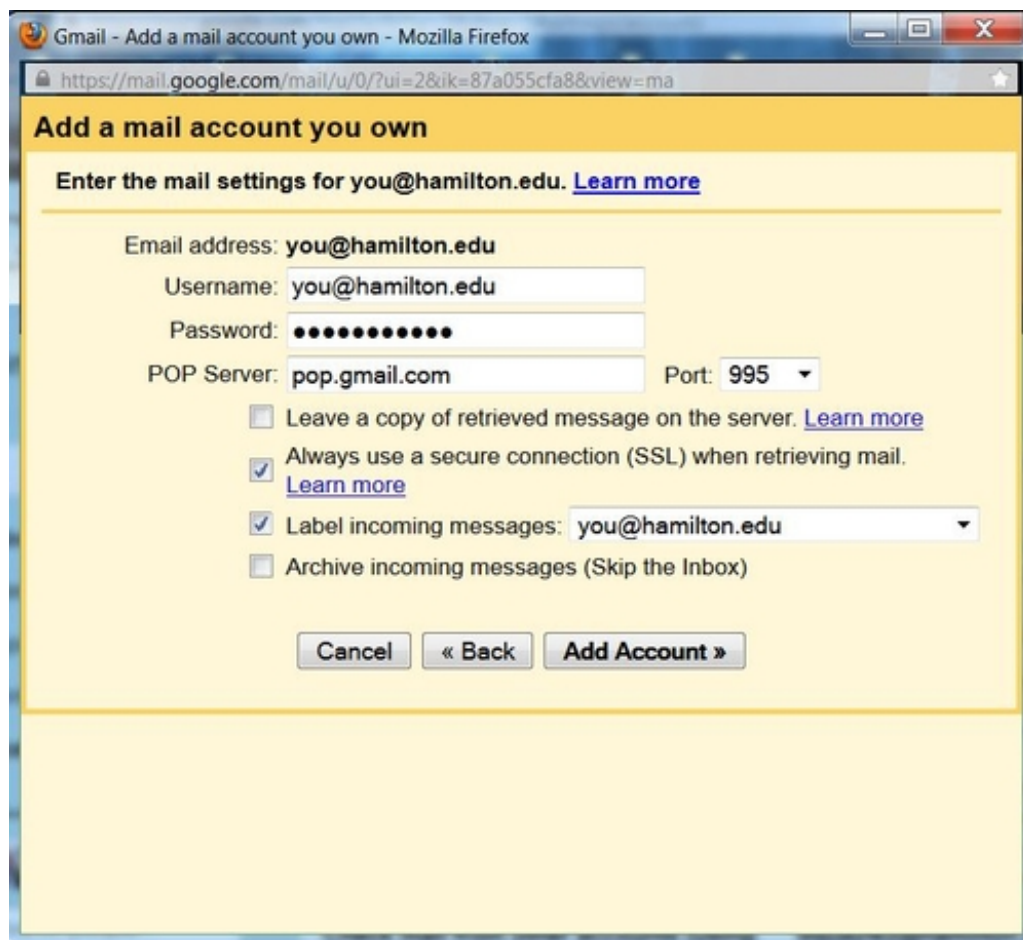 Gmail - Add a mail account you own - Mozilla Firefox
https://mail.google.com/mail/u/0/?ui=2&ik=87a055cfa8&view=ma
Add a mail account you own
Enter the mail settings for you@hamilton.edu. Learn more
Email address: you@hamilton.edu
Username: you@hamilton.edu
Password: ●●●●●●●●●●●
POP Server: pop.gmail.com Port: 995
Leave a copy of retrieved message on the server. Learn more
Always use a secure connection (SSL) when retrieving mail.
Learn more
Label incoming messages: you@hamilton.edu
Archive incoming messages (Skip the Inbox)
Cancel « Back Add Account »